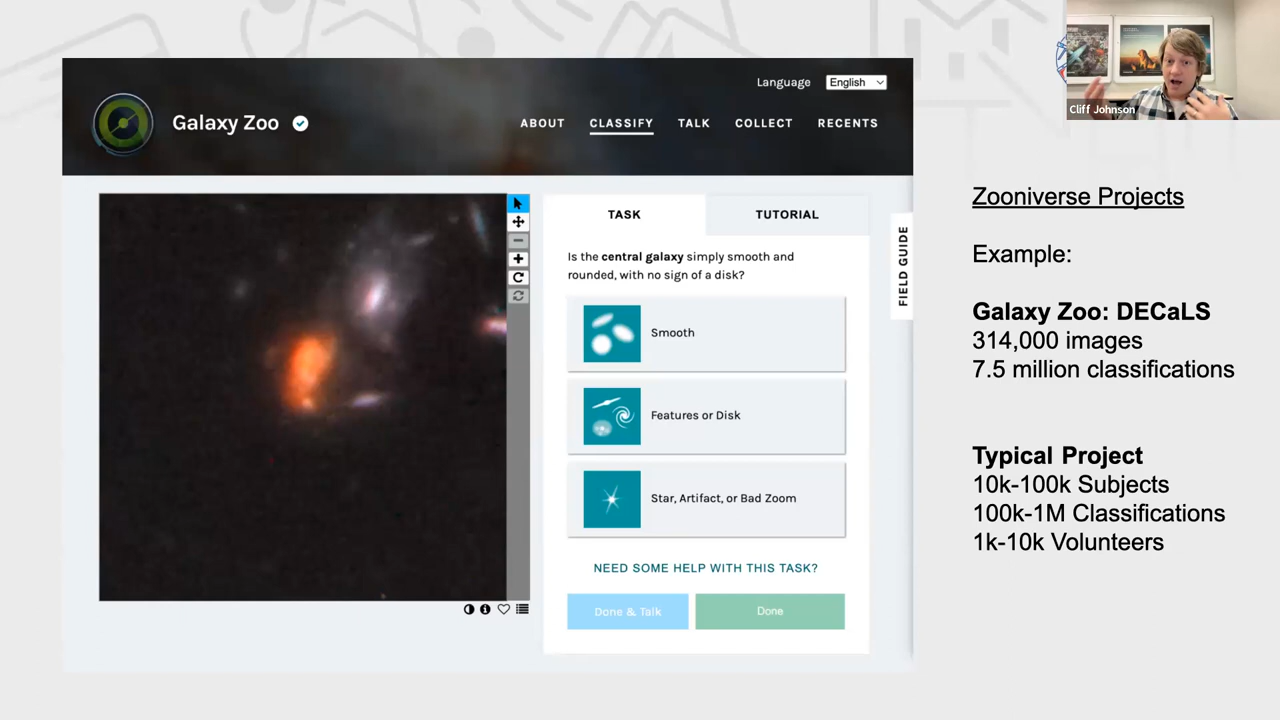 Language
English
Galaxy Zoo
ABOUT
CLASSIFY
TALK
COLLECT
RECENTS
TASK
TUTORIAL
Is the central galaxy simply smooth and
rounded, with no sign of a disk?
Smooth
Features or Disk
Star, Artifact, or Bad Zoom
NEED SOME HELP WITH THIS TASK?
Done & Talk
Done
FIELD GUIDE
Cliff Johnson
Zooniverse Projects
Example:
Galaxy Zoo: DECaLS
314,000 images
7.5 million classifications
Typical Project
10k-100k Subjects
100k-1M Classifications
1k-10k Volunteers